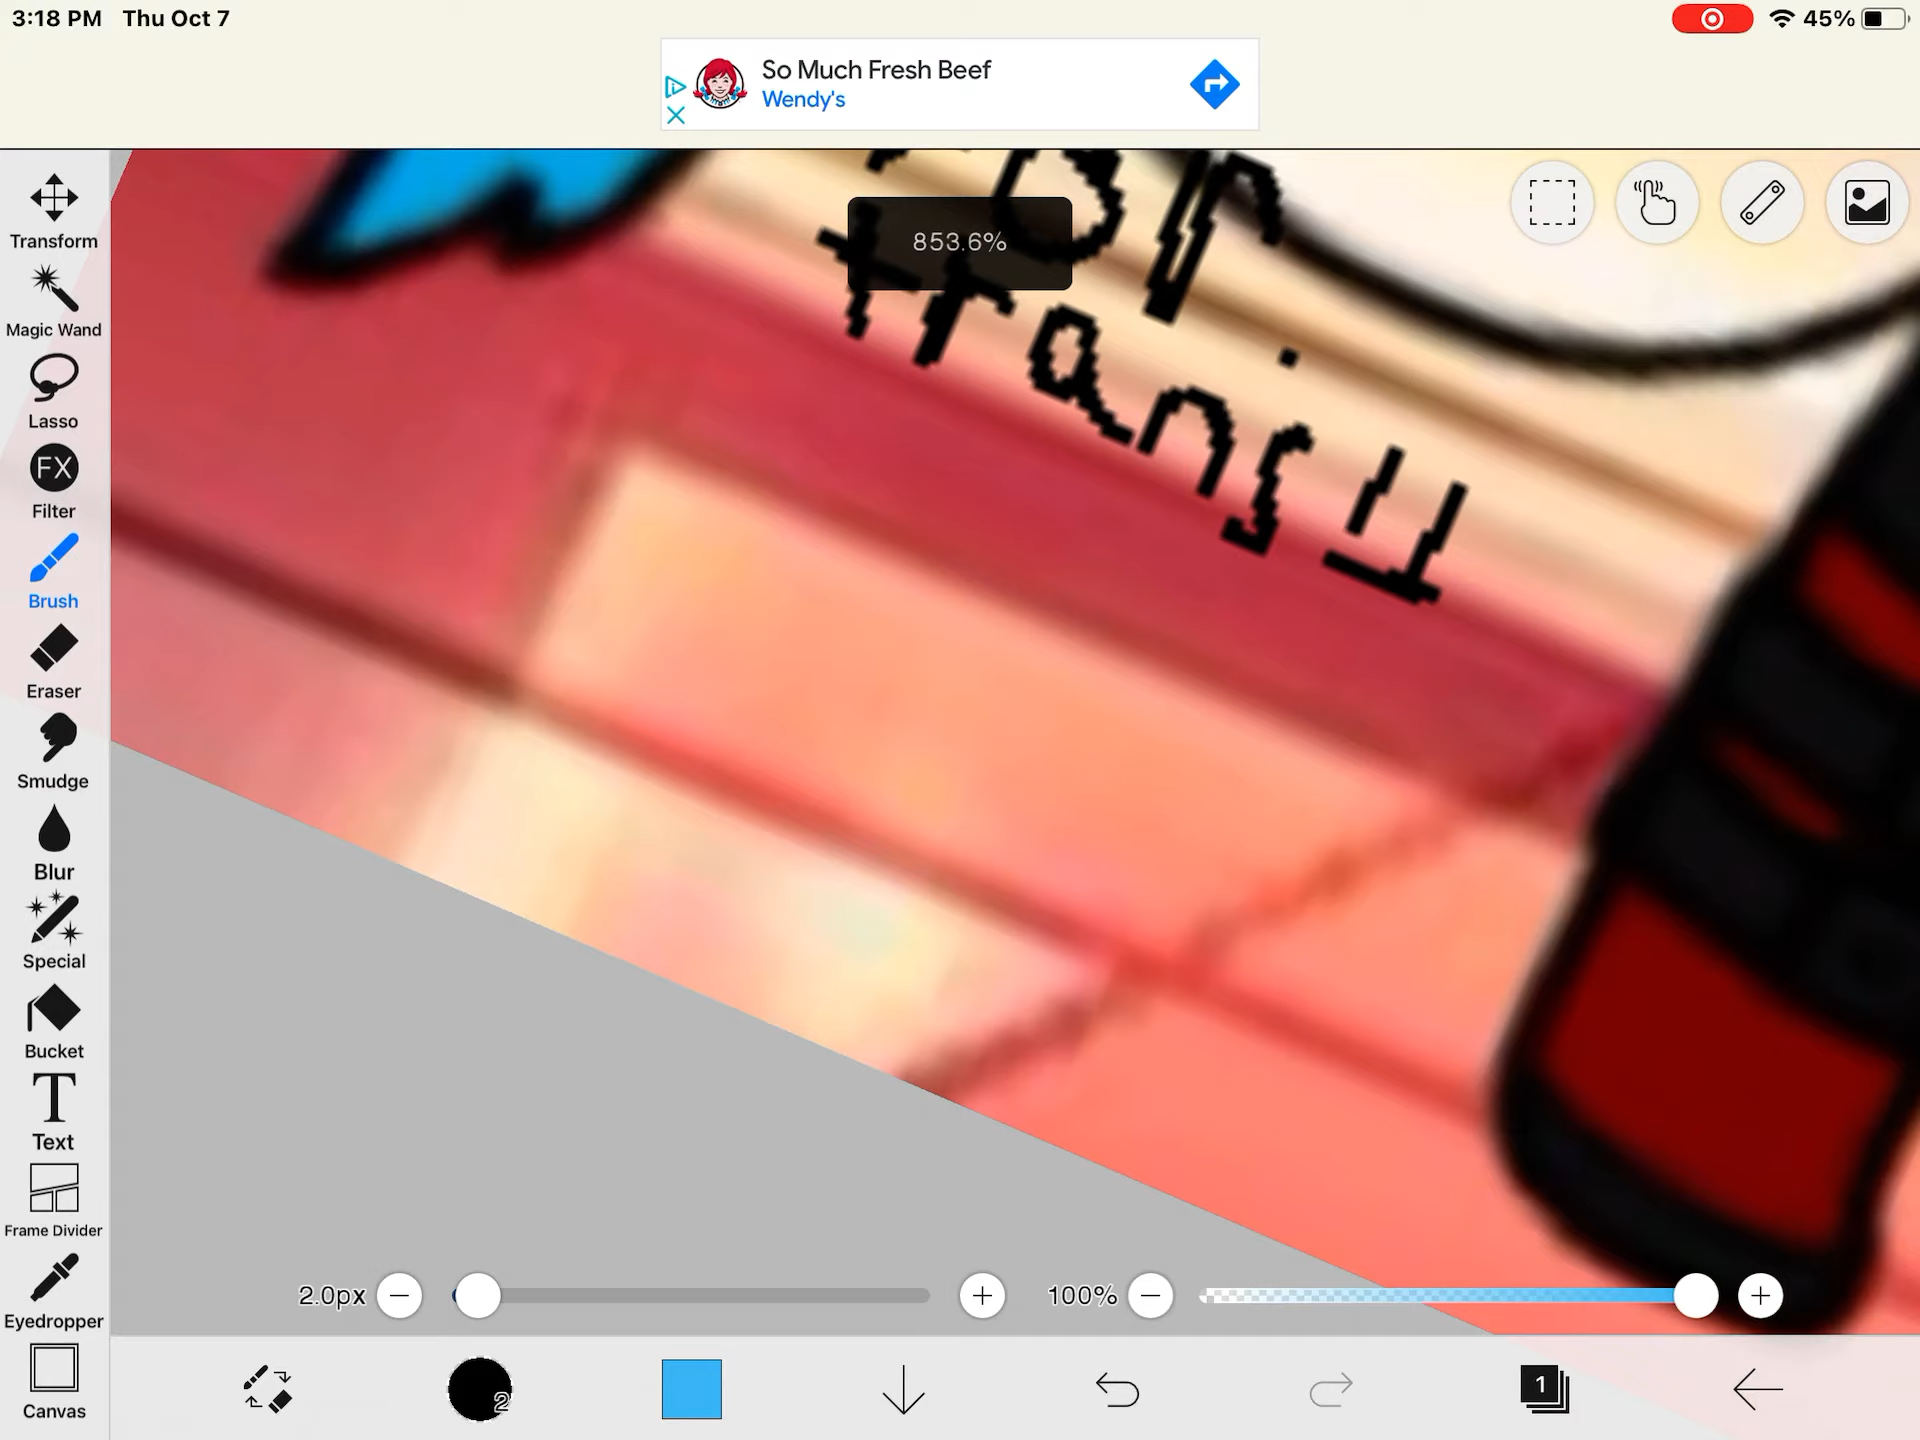 3:18 PM Thu Oct 7
45%
So Much Fresh Beef
Wendy's
853.6%
trans
Transform
Magic Wand
Lasso
FX
Filter
Brush
Eraser
Smudge
Blur
Special
Bucket
T
Text
Frame Divider
Eyedropper
Canvas
2.0px
100%
2
1